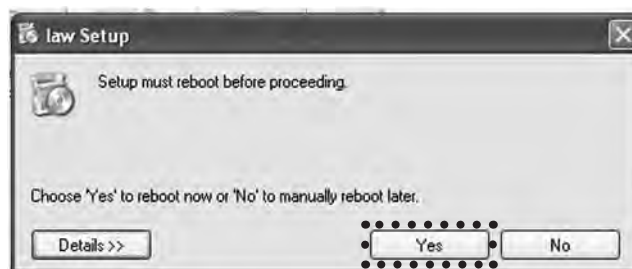 law Setup
Setup must reboot before proceeding.
Choose 'Yes' to reboot now or 'No' to manually reboot later.
Details >>
Yes
No